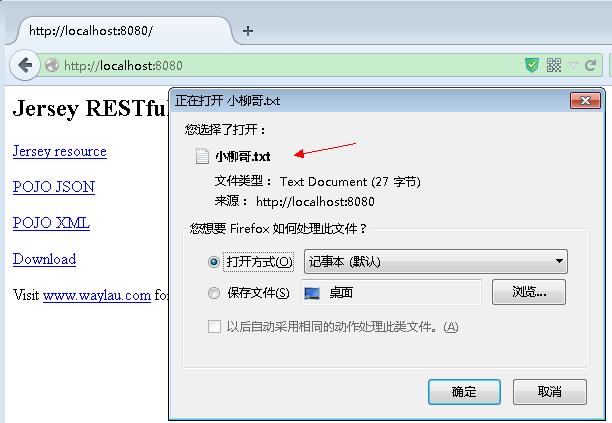 http://localhost:8080/
http://localhost:8080
Jersey RESTful
正在打开 小柳哥.txt
您选择了打开：
小柳哥.txt
Jersey resource
文件类型： Text Document (27 字节)
POJO JSON
来源： http://localhost:8080
POJO XML
您想要 Firefox 如何处理此文件？
Download
打开方式(O)
记事本 (默认)
Visit www.waylau.com for
保存文件(S)
桌面
浏览...
以后自动采用相同的动作处理此类文件。(A)
确定
取消